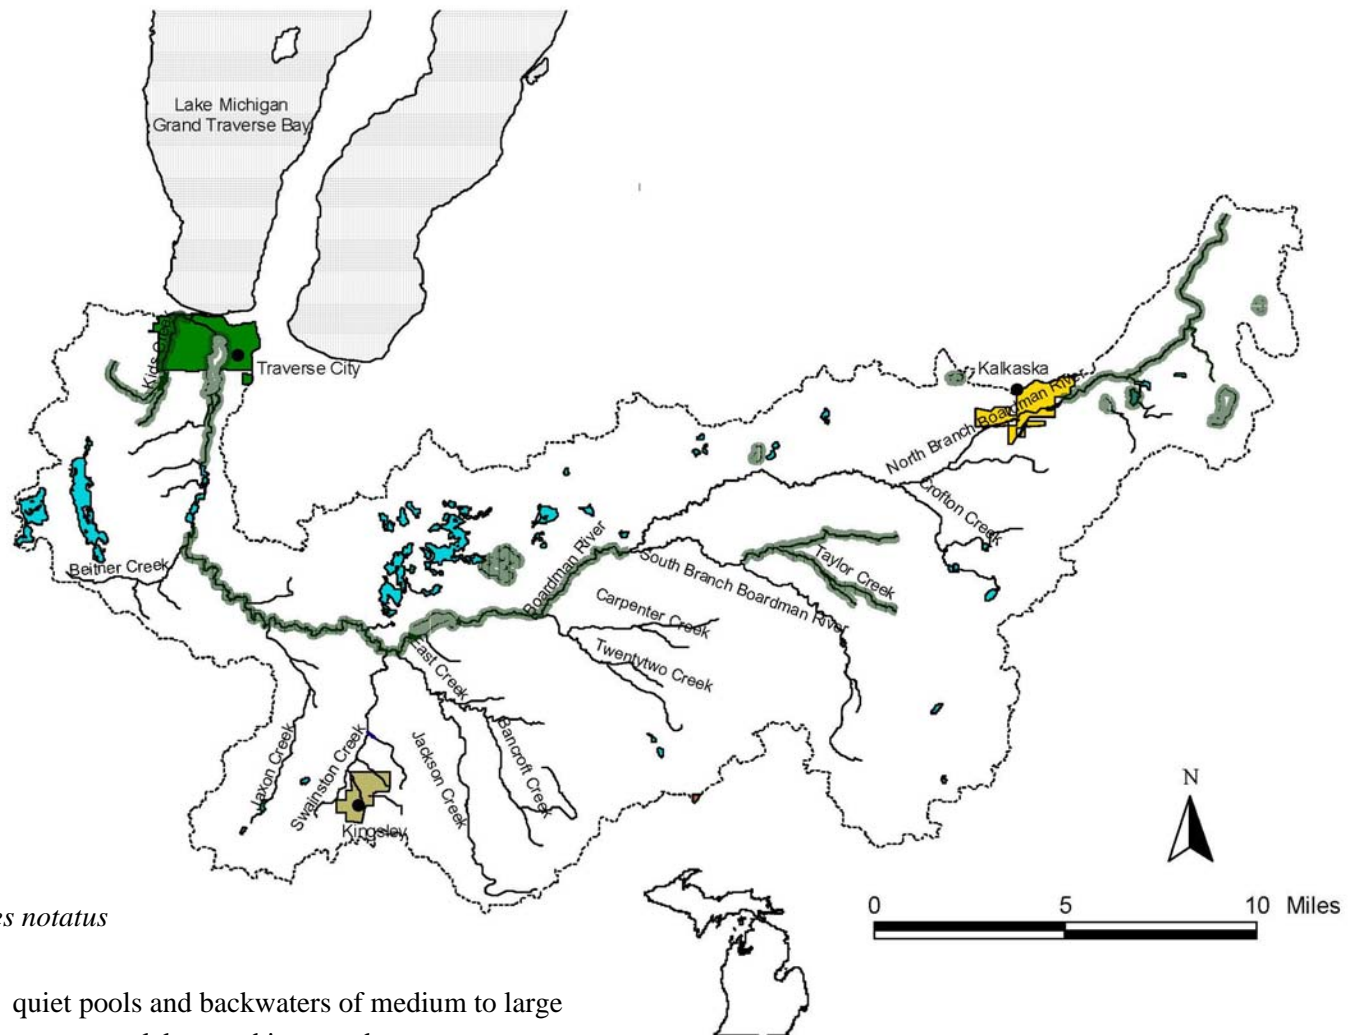 Lake Michigan
Grand Traverse Bay
Traverse City
Kalkaska
North Branch Boardman River
Crofton Creek
Taylor Creek
South Branch Boardman River
Boardman River
Beitner Creek
Carpenter Creek
East Creek
Twentytwo Creek
Jaxon Creek
Swainston Creek
Jackson Creek
Bancroft Creek
Kingsley
N
0 5 10 Miles
es notatus
quiet pools and backwaters of medium to large